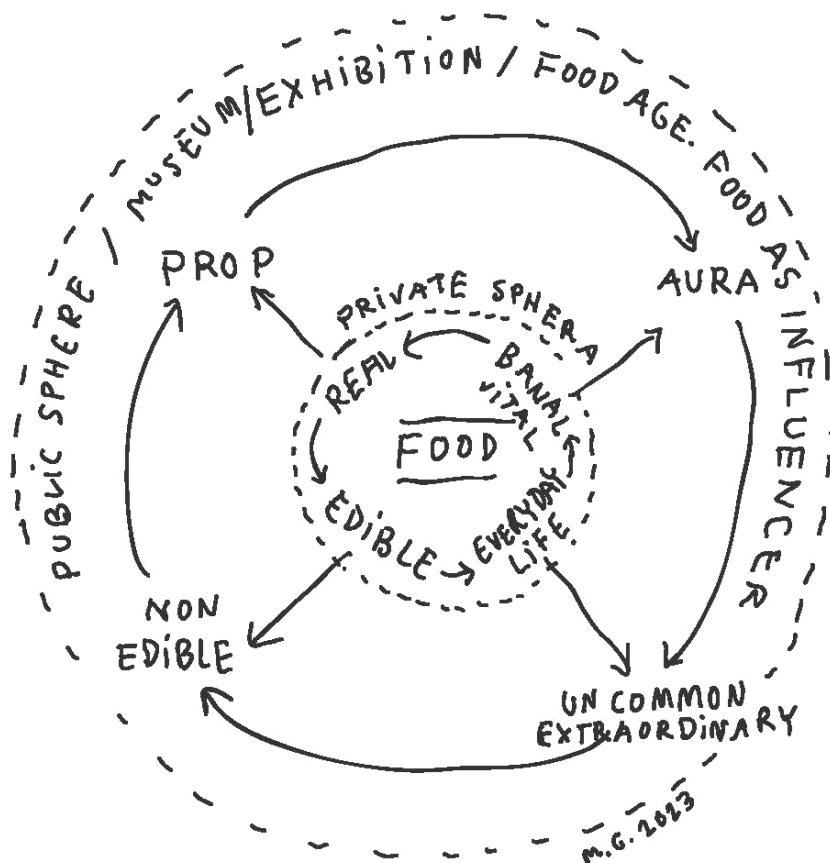 PUBLIC SPHERE / MUSEUM/EXHIBITION / FOOD AGE. FOOD AS INFLUENCER
PROP
AURA
PRIVATE SPHERA
REAL
BANAL
VITAL
FOOD
EDIBLE
EVERYDAY
LIFE
NON
EDIBLE
UNCOMMON
EXTRAORDINARY
M.G. 2023